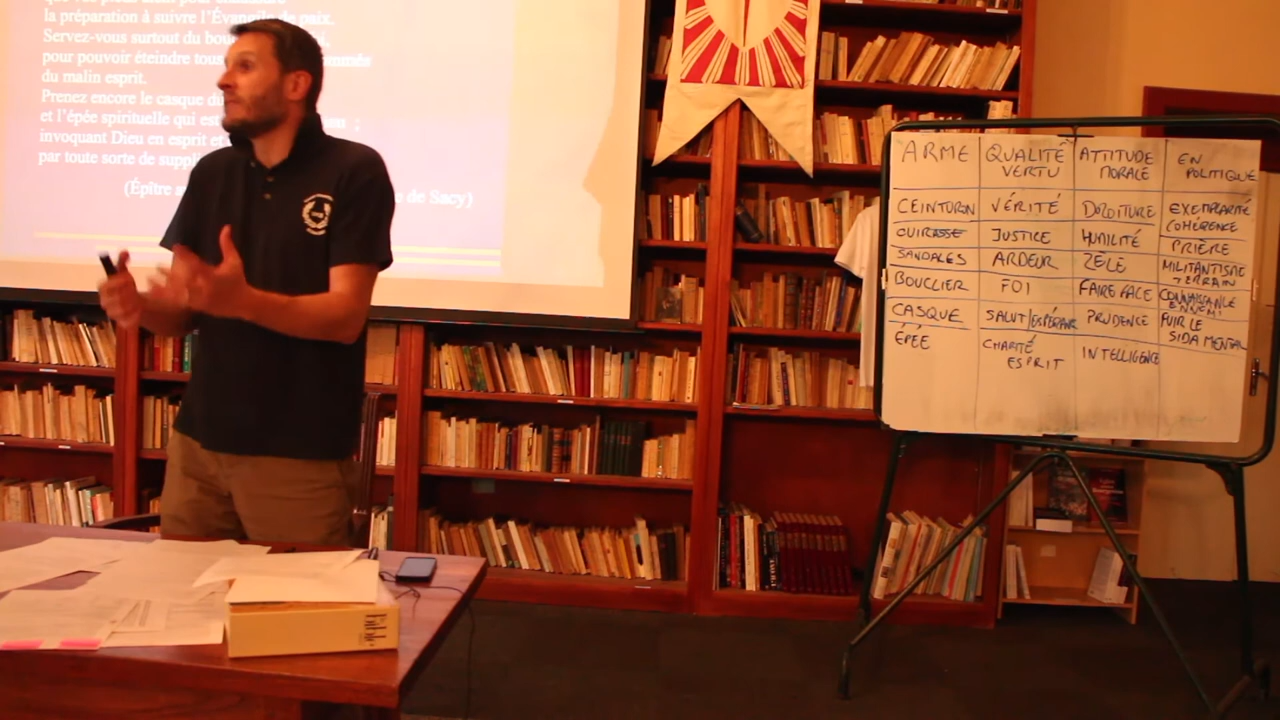 la préparation à suivre l'Évangile de paix.
Servez-vous surtout du
pour pouvoir éteindre tous
du malin esprit.
Prenez encore le casque
et l'épée spirituelle qui est
invoquant Dieu en esprit et
par toute sorte de
(Épître
de Sacy)
ARME QUALITÉ VERTU ATTITUDE MORALE EN POLITIQUE
CEINTURON VÉRITÉ DROITURE EXEMPLARITÉ COHÉRENCE
CUIRASSE JUSTICE HUMILITÉ PRIÈRE
SANDALES ARDEUR ZÈLE MILITANTISME TERRAIN
BOUCLIER FOI FAIRE FACE CONNAISSANCE ENNEMI
CASQUE SALUT/ESPÉRANCE PRUDENCE FUIR LE SIDA MENTAL
ÉPÉE CHARITÉ ESPRIT INTELLIGENCE